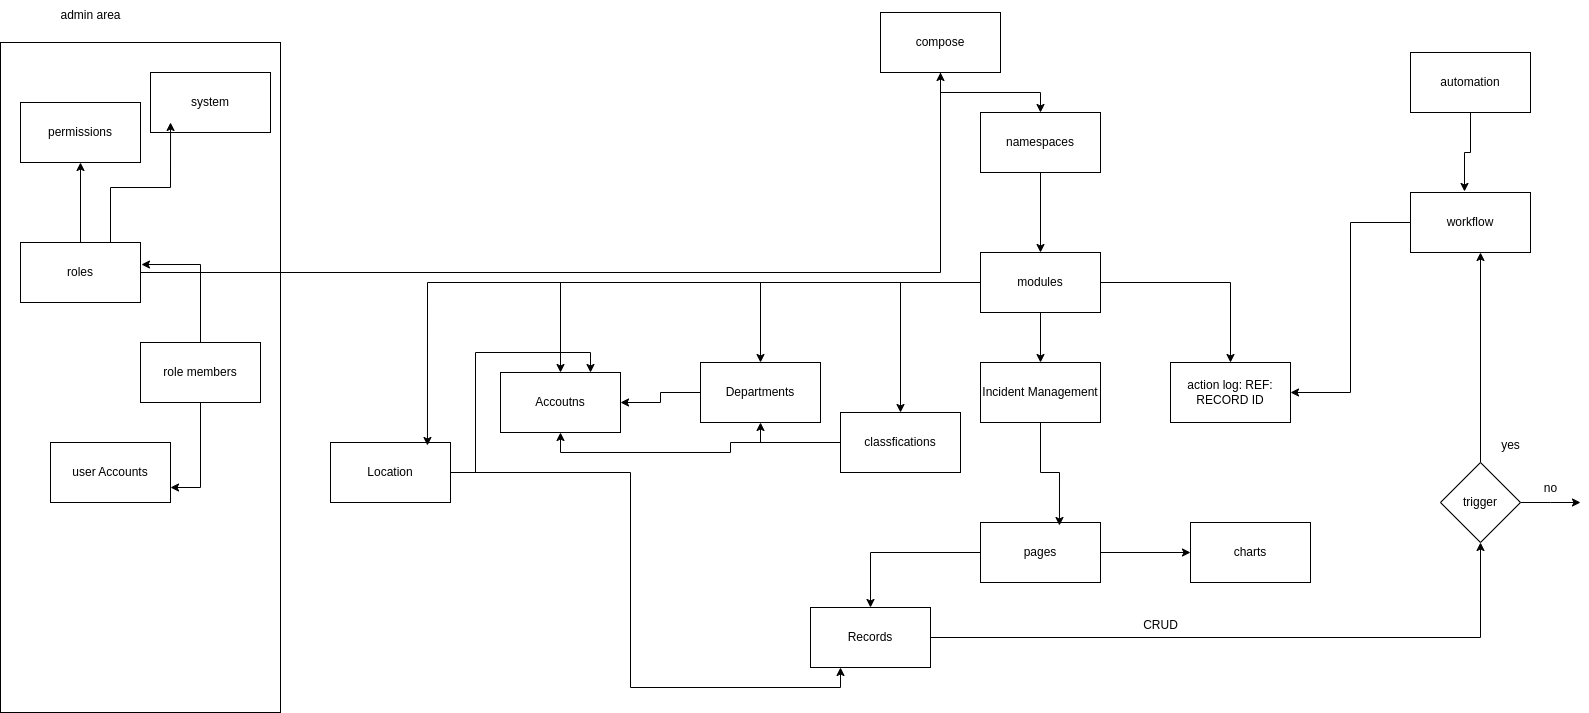 admin area
compose
system
automation
permissions
namespaces
workflow
roles
modules
role members
Accoutns
Departments
Incident Management
action log: REF:
RECORD ID
classfications
user Accounts
Location
yes
no
trigger
pages
charts
Records
CRUD